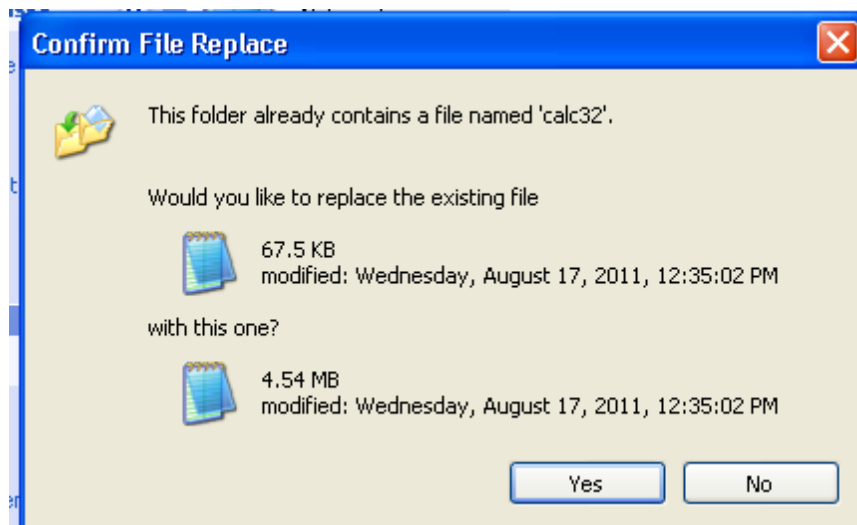 Confirm File Replace
This folder already contains a file named 'calc32'.
Would you like to replace the existing file
67.5 KB
modified: Wednesday, August 17, 2011, 12:35:02 PM
with this one?
4.54 MB
modified: Wednesday, August 17, 2011, 12:35:02 PM
Yes
No